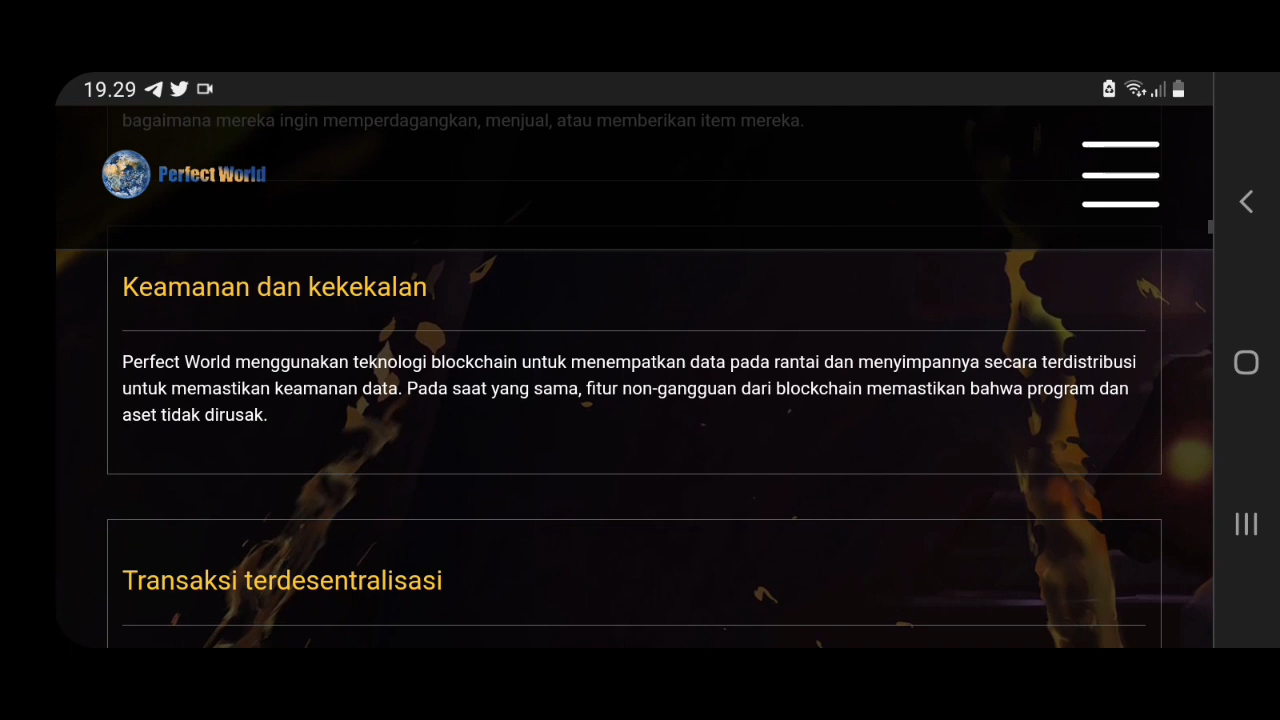 19.29
bagaimana mereka ingin memperdagangkan, menjual, atau memberikan item mereka.
Perfect World
Keamanan dan kekekalan
Perfect World menggunakan teknologi blockchain untuk menempatkan data pada rantai dan menyimpannya secara terdistribusi
untuk memastikan keamanan data. Pada saat yang sama, fitur non-gangguan dari blockchain memastikan bahwa program dan
aset tidak dirusak.
Transaksi terdesentralisasi